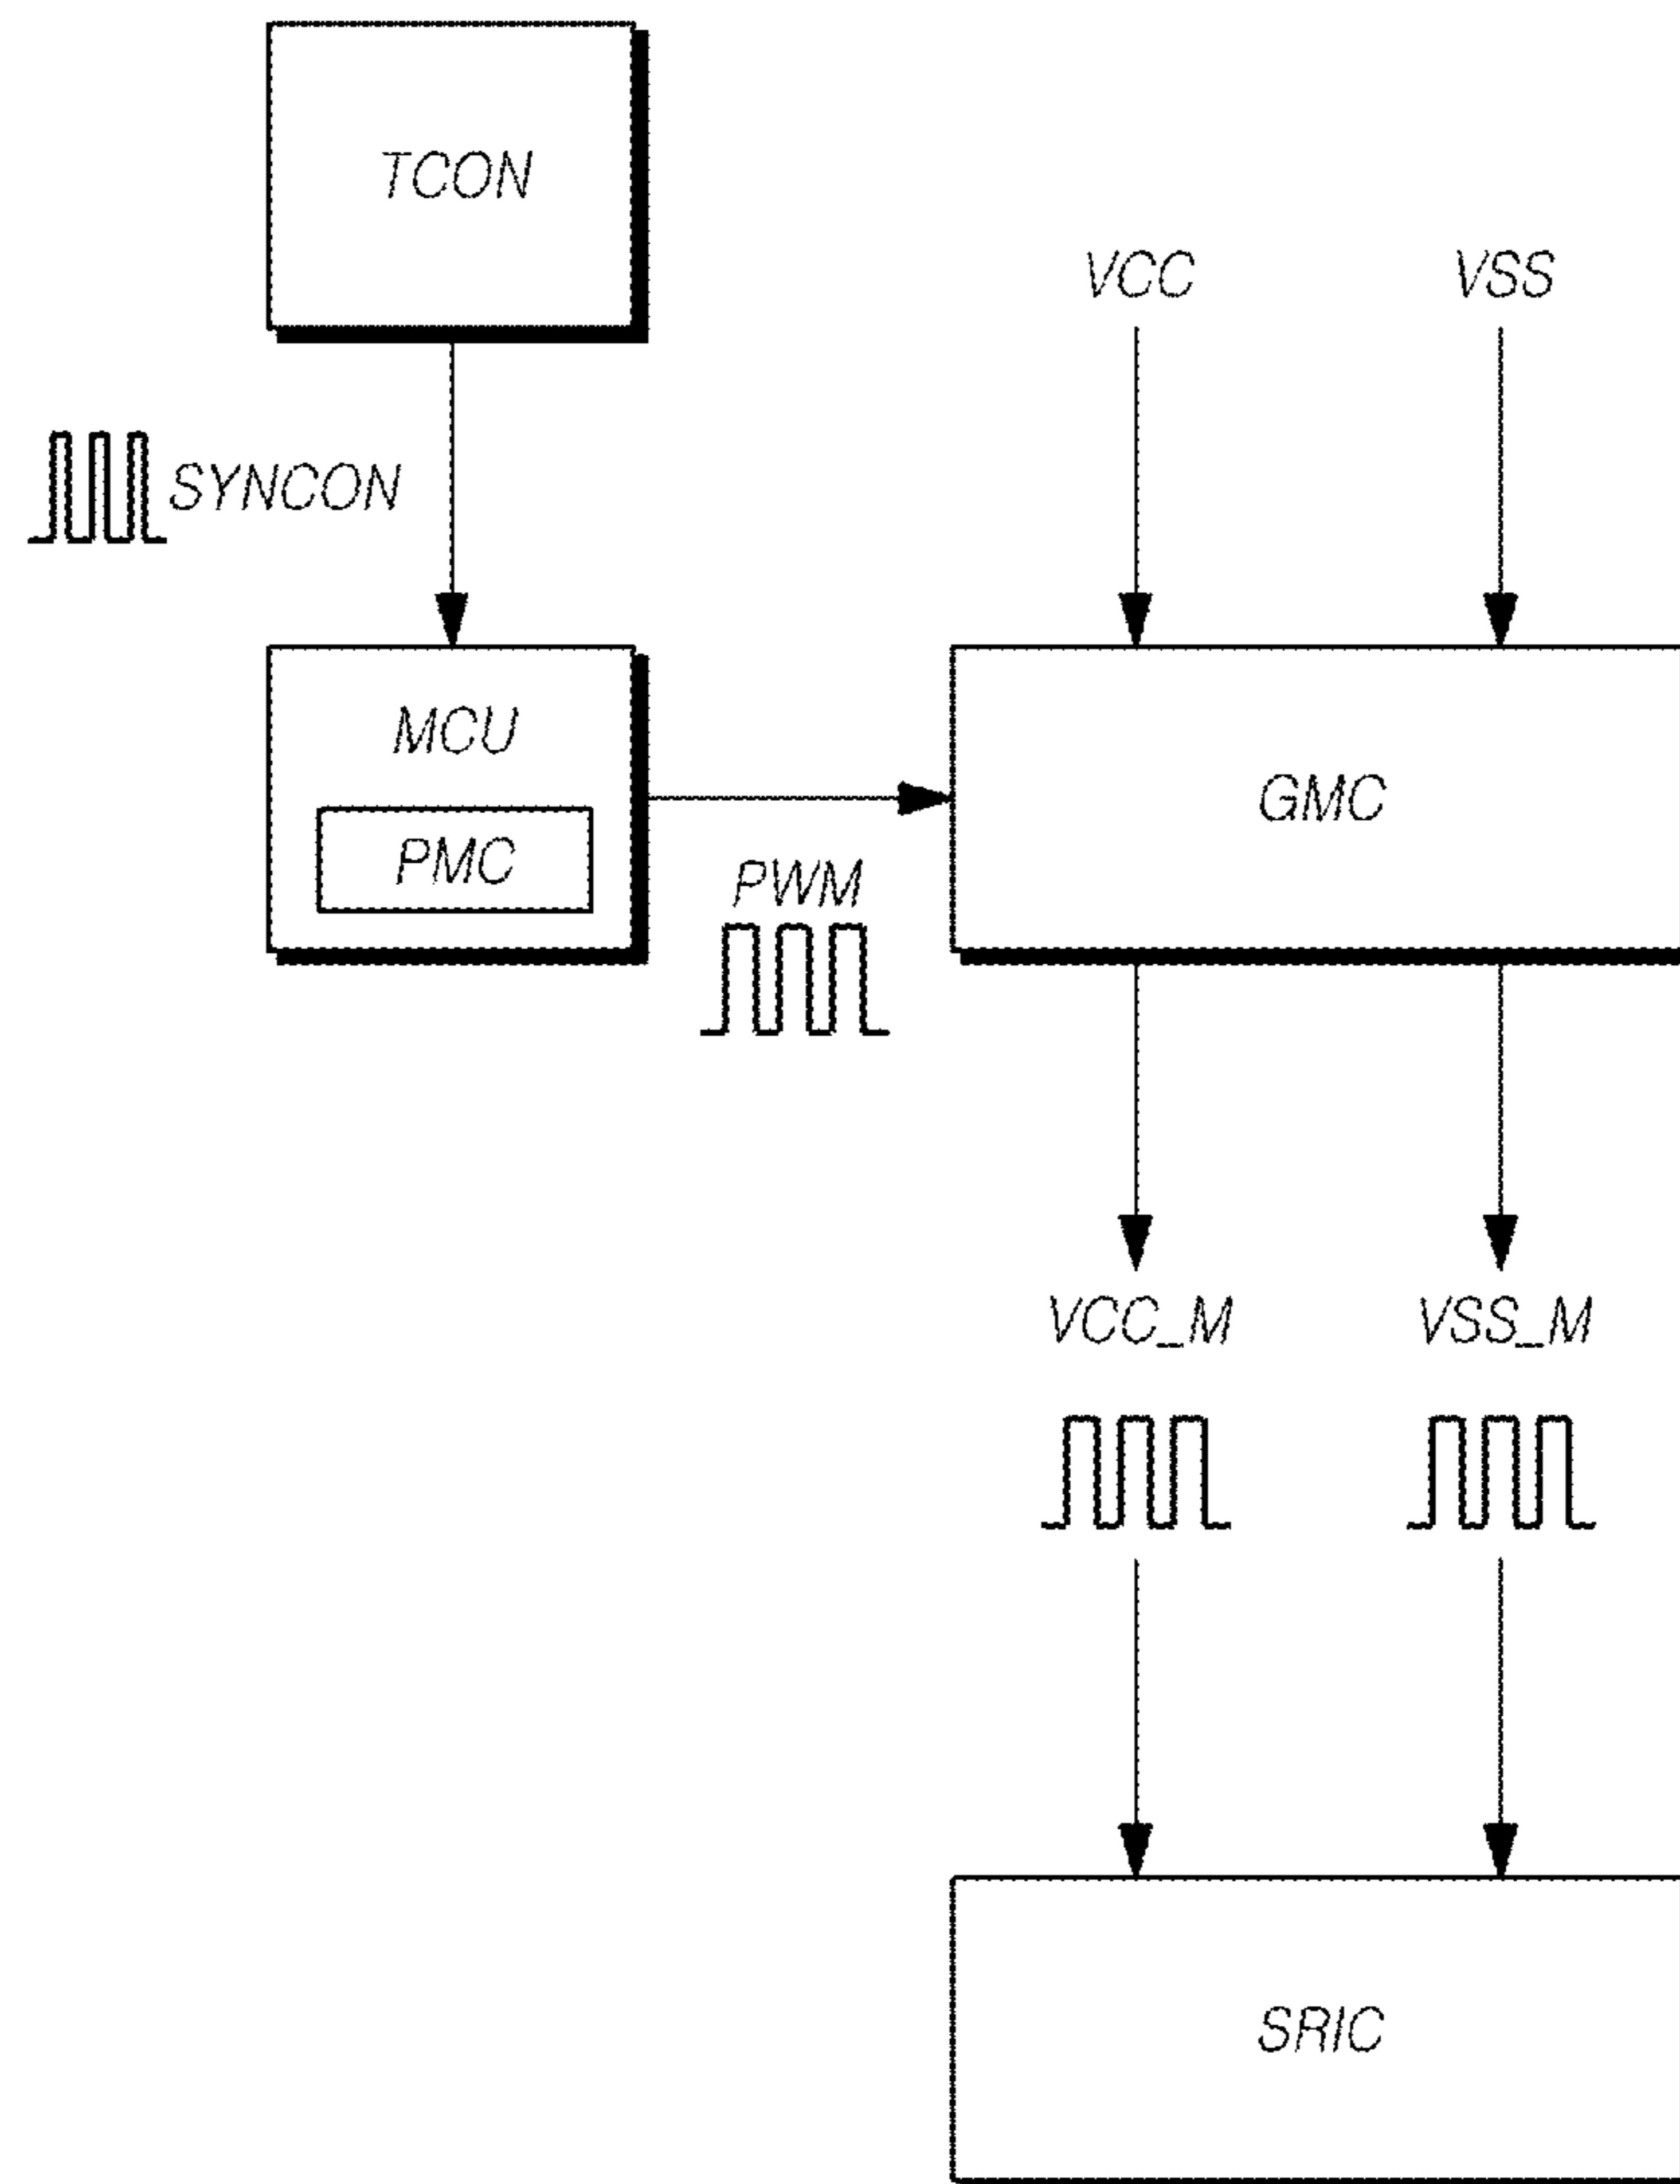 TCON
VCC
VSS
SYNCON
MCU
GMC
PMC
PWM
VCC_M
VSS_M
SRIC